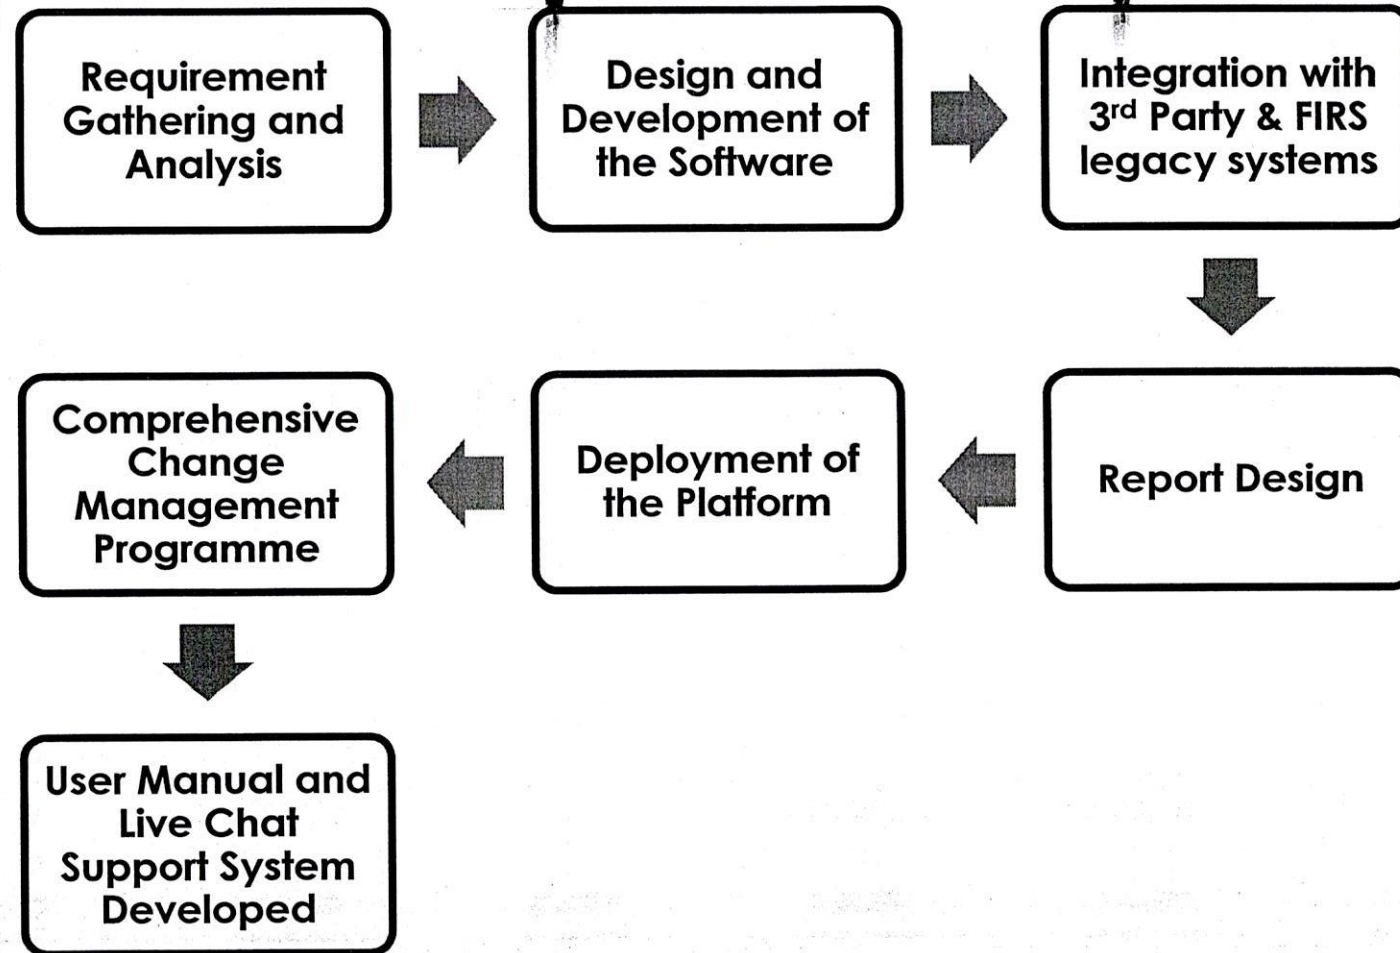 Requirement
Gathering and
Analysis
Design and
Development of
the Software
Integration with
3rd Party & FIRS
legacy systems
Report Design
Deployment of
the Platform
Comprehensive
Change
Management
Programme
User Manual and
Live Chat
Support System
Developed